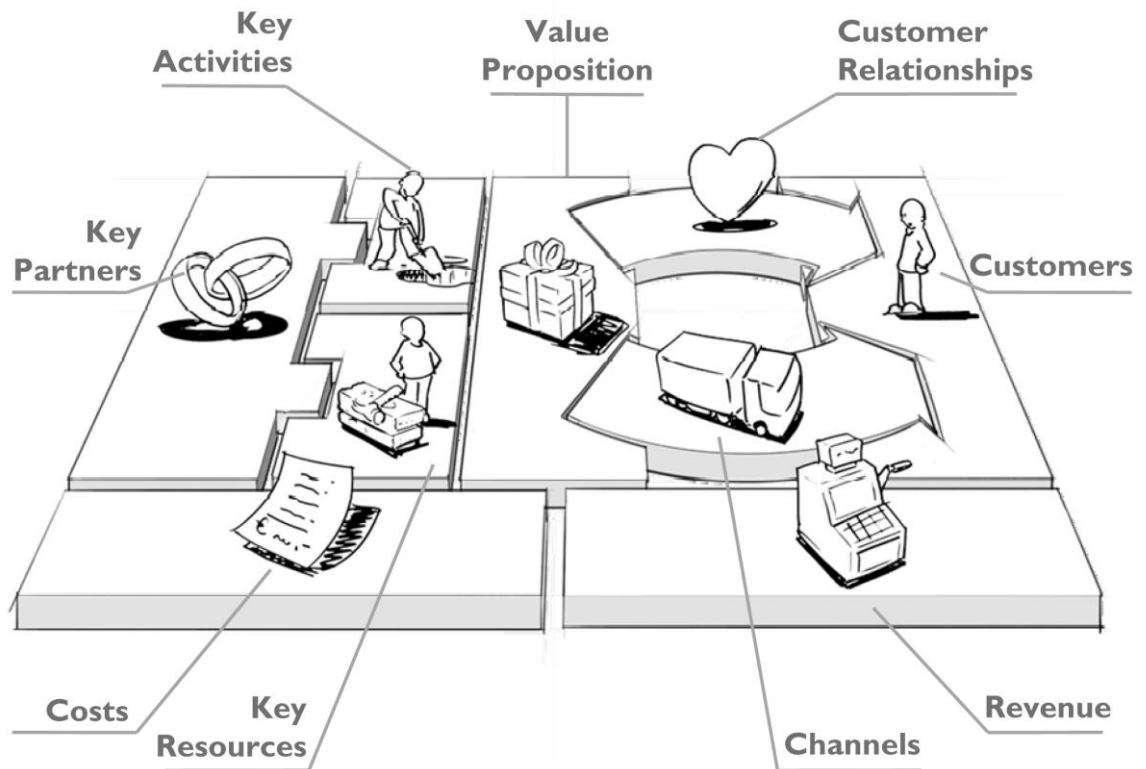 Key
Activities
Value
Proposition
Customer
Relationships
Key
Partners
Customers
Costs
Key
Resources
Channels
Revenue